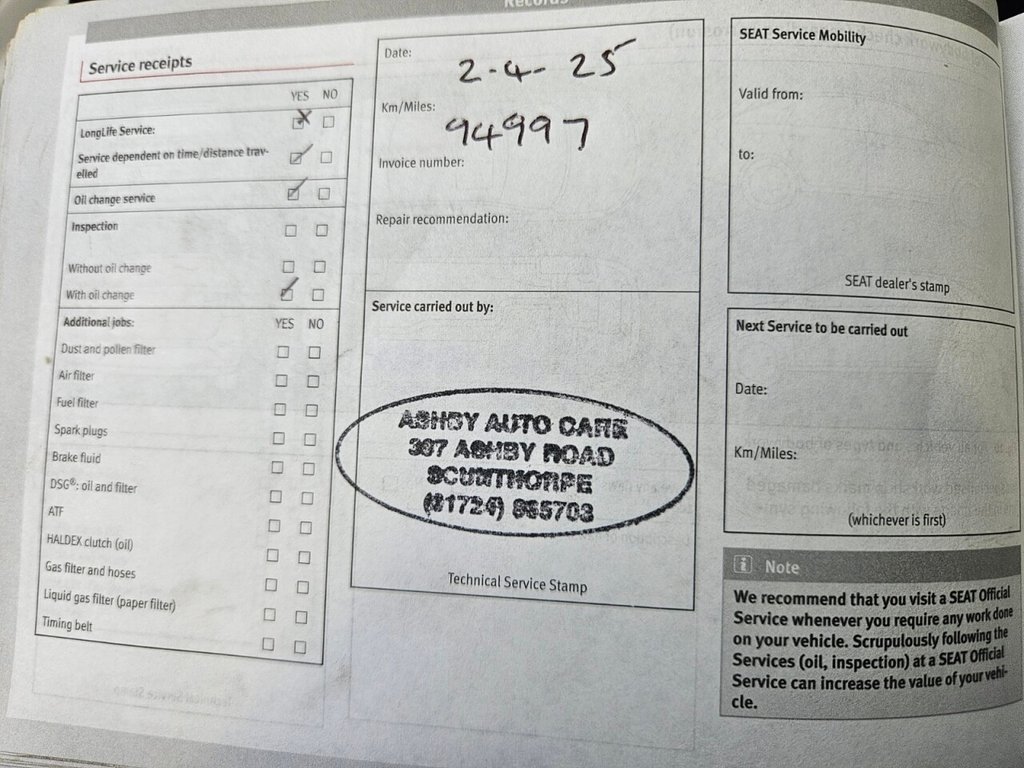 Records
Service receipts
YES NO
LongLife Service:
Service dependent on time/distance trav-
elled
Oil change service
Inspection
Without oil change
With oil change
Additional jobs: YES NO
Dust and pollen filter
Air filter
Fuel filter
Spark plugs
Brake fluid
DSG®: oil and filter
ATF
HALDEX clutch (oil)
Gas filter and hoses
Liquid gas filter (paper filter)
Timing belt
Date: 2-4-25
Km/Miles: 94997
Invoice number:
Repair recommendation:
Service carried out by:
ASHBY AUTO CARE
307 ASHBY ROAD
SCUNTHORPE
Technical Service Stamp
SEAT Service Mobility
Valid from:
to:
SEAT dealer's stamp
Next Service to be carried out
Date:
Km/Miles:
(whichever is first)
i Note
We recommend that you visit a SEAT Official
Service whenever you require any work done
on your vehicle. Scrupulously following the
Services (oil, inspection) at a SEAT Official
Service can increase the value of your vehi-
cle.